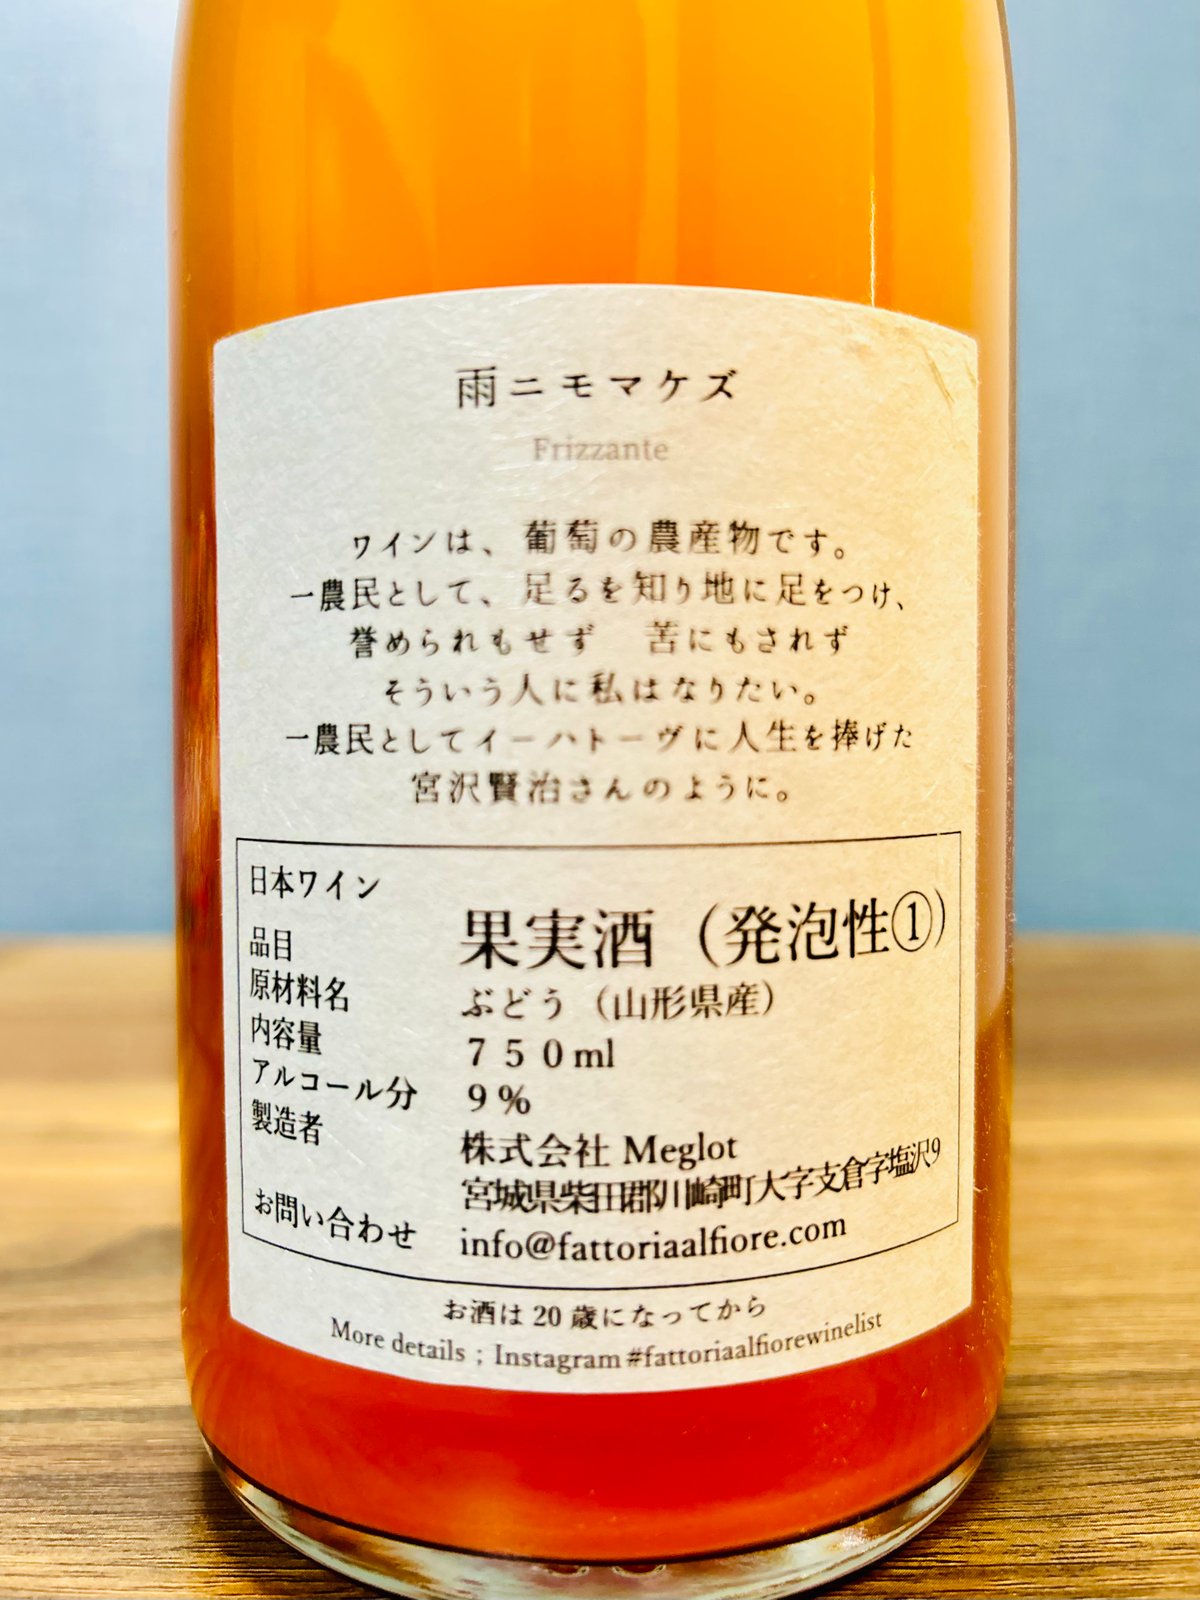 雨ニモマケズ
Frizzante
ワインは、葡萄の農産物です。
一農民として、足るを知り地に足をつけ、
誉められもせず　苦にもされず
そういう人に私はなりたい。
一農民としてイーハトーヴに人生を捧げた
宮沢賢治さんのように。
日本ワイン
品目 果実酒（発泡性①）
原材料名 ぶどう（山形県産）
内容量 ７５０ml
アルコール分 9%
製造者 株式会社 Meglot
宮城県柴田郡川崎町大字支倉字塩沢9
お問い合わせ info@fattoriaalfiore.com
お酒は 20 歳になってから
More details ; Instagram #fattoriaalfiorewinelist